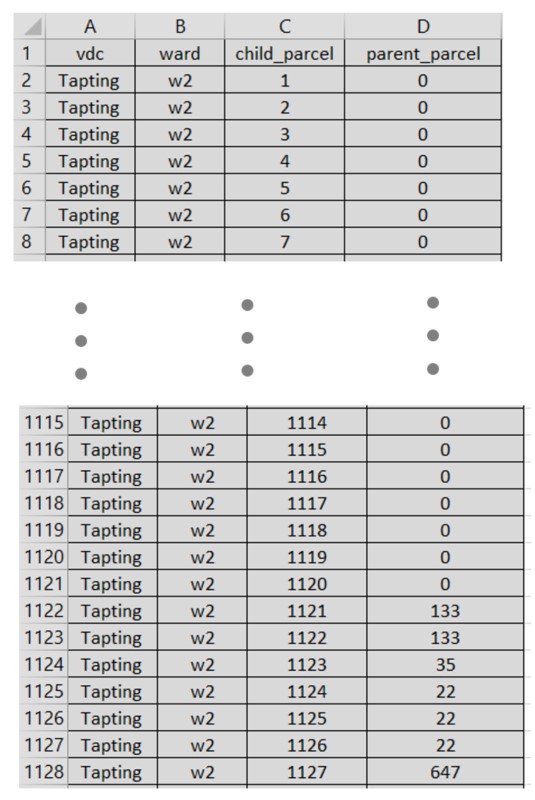 A B C D
1 vdc ward child_parcel parent_parcel
2 Tapting w2 1 0
3 Tapting w2 2 0
4 Tapting w2 3 0
5 Tapting w2 4 0
6 Tapting w2 5 0
7 Tapting w2 6 0
8 Tapting w2 7 0
1115 Tapting w2 1114 0
1116 Tapting w2 1115 0
1117 Tapting w2 1116 0
1118 Tapting w2 1117 0
1119 Tapting w2 1118 0
1120 Tapting w2 1119 0
1121 Tapting w2 1120 0
1122 Tapting w2 1121 133
1123 Tapting w2 1122 133
1124 Tapting w2 1123 35
1125 Tapting w2 1124 22
1126 Tapting w2 1125 22
1127 Tapting w2 1126 22
1128 Tapting w2 1127 647